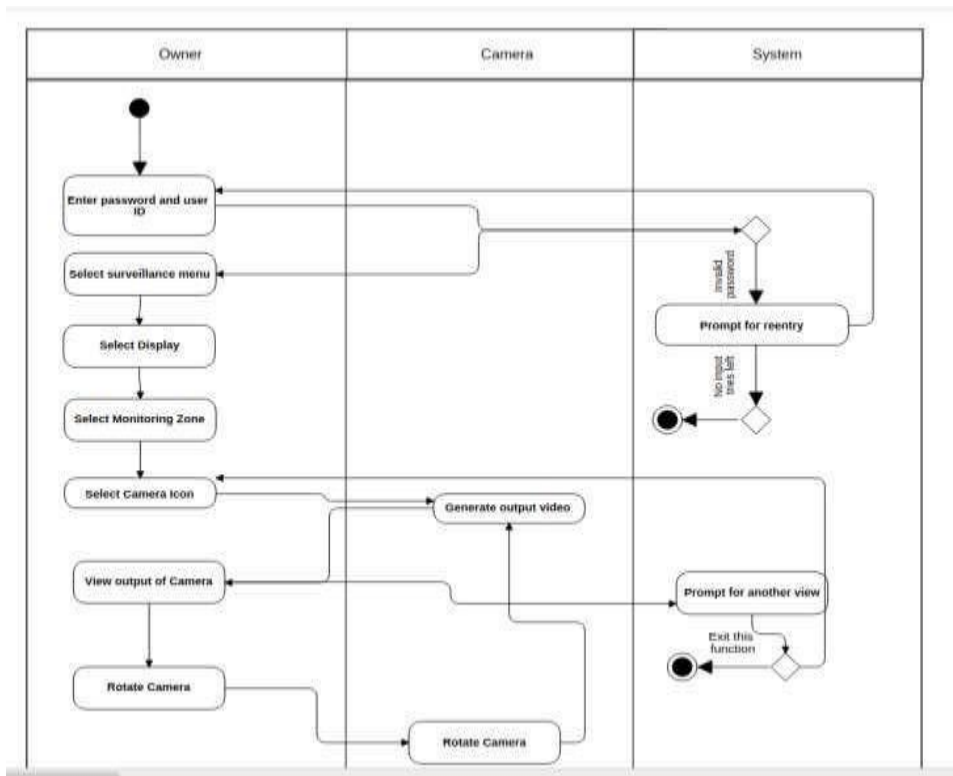 Owner
Camera
System
Enter password and user
ID
Select surveillance menu
Invalid
password
Prompt for reentry
Select Display
No input
tries left
Select Monitoring Zone
Select Camera Icon
Generate output video
View output of Camera
Prompt for another view
Exit this
function
Rotate Camera
Rotate Camera